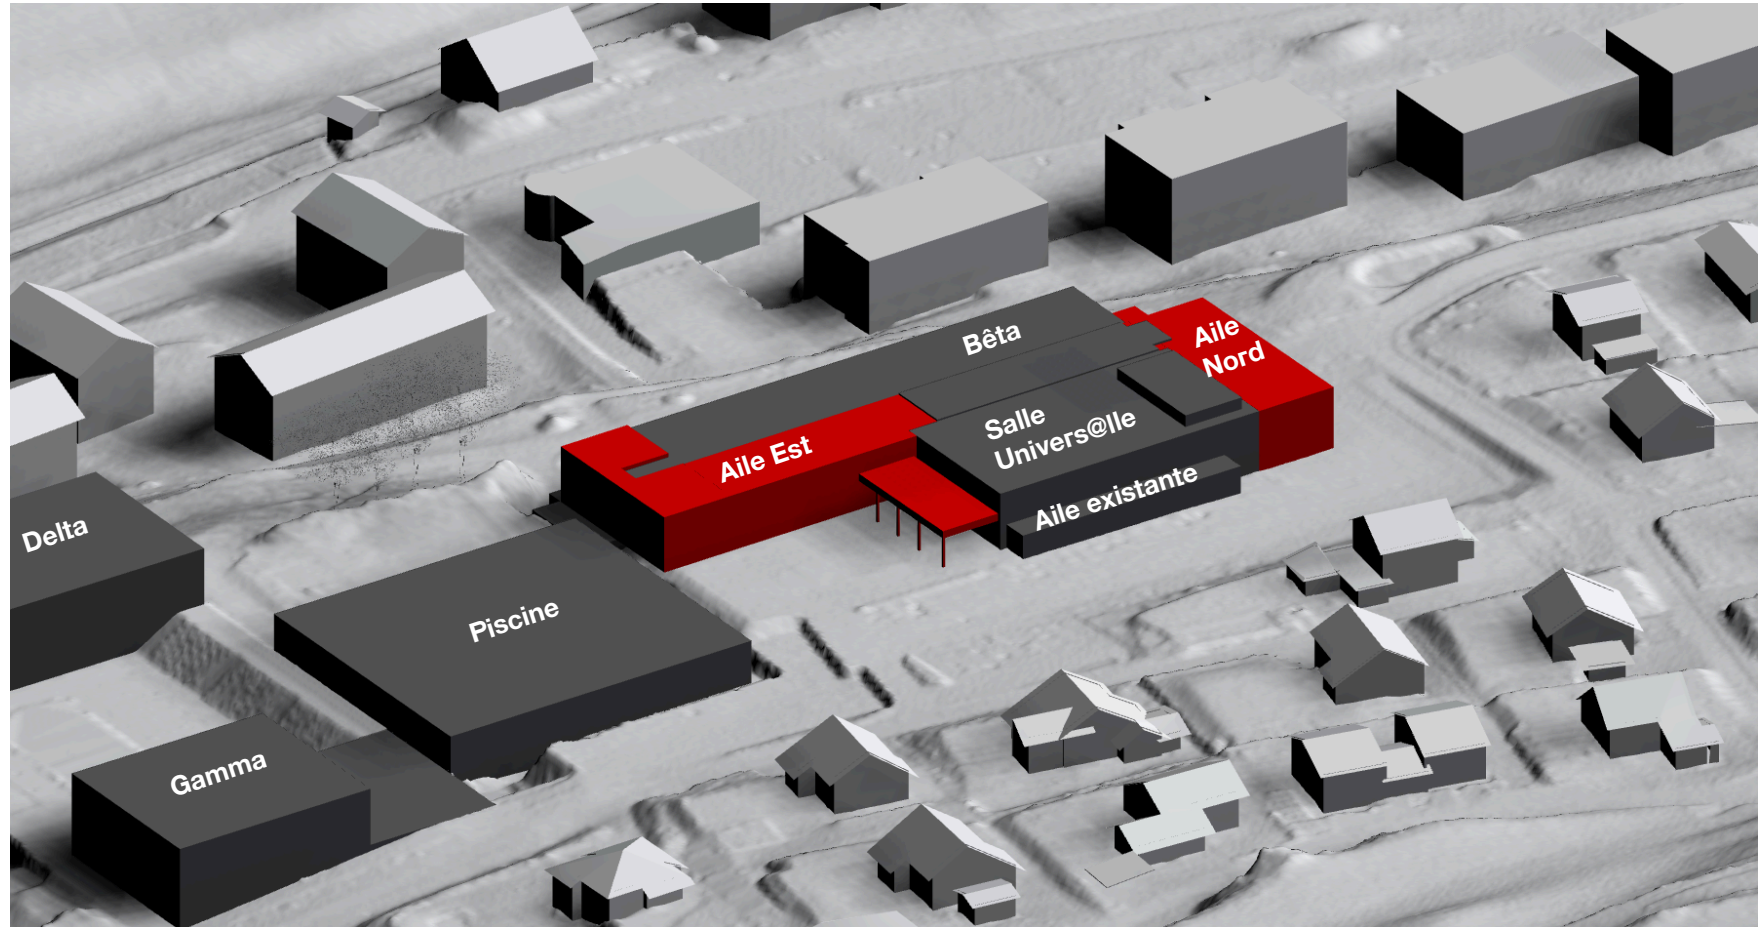 Bêta
Aile
Nord
Salle
Univers@lle
Aile Est
Aile existante
Delta
Piscine
Gamma